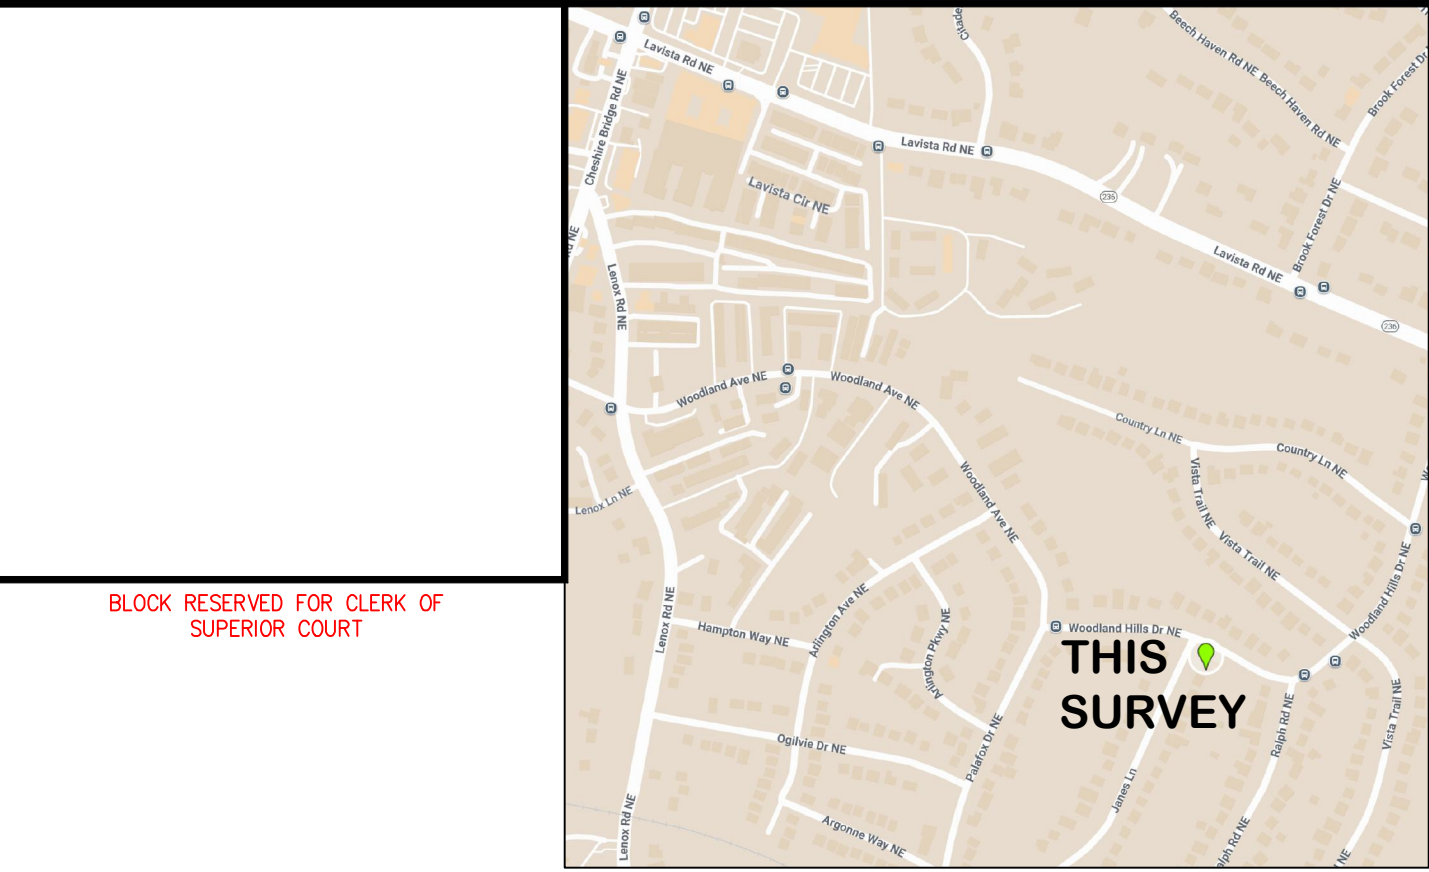 BLOCK RESERVED FOR CLERK OF
SUPERIOR COURT
Lavista Rd NE
Cheshire Bridge Rd NE
Beech Haven Rd NE
Beech Haven Rd NE
Brook Forest Dr
Lavista Rd NE
236
Lavista Cir NE
Brook Forest Dr NE
Lavista Rd NE
236
Lenox Rd NE
Woodland Ave NE
Woodland Ave NE
Country Ln NE
Country Ln NE
Vista Trail NE
Woodland Ave NE
Lenox Ln NE
Vista Trail NE
Woodland Hills Dr NE
Lenox Rd NE
Hampton Way NE
Arlington Ave NE
Arlington Pkwy NE
Woodland Hills Dr NE
THIS
SURVEY
Ogilvie Dr NE
Palafox Dr NE
Ralph Rd NE
Vista Trail NE
Janes Ln
Lenox Rd NE
Argonne Way NE
alph Rd NE
NE